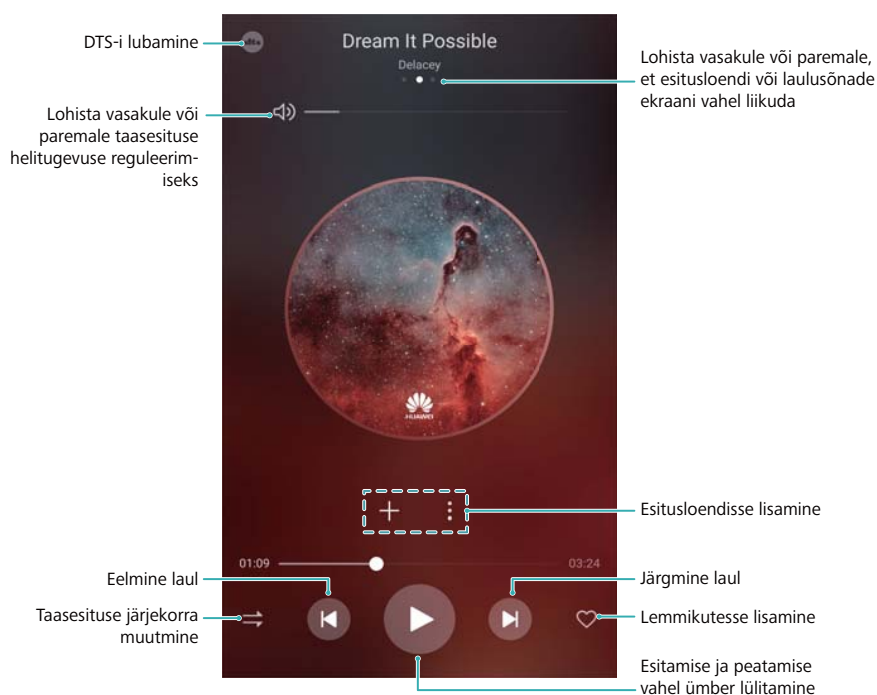 DTS-i lubamine
Dream It Possible
Delacey
Lohista vasakule või paremale,
et esitusloendi või laulusõnade
ekraani vahel liikuda
Lohista vasakule või
paremale taasesituse
helitugevuse reguleerim-
iseks
HUAWEI
Esitusloendisse lisamine
01:09
03:24
Eelmine laul
Järgmine laul
Taasesituse järjekorra
muutmine
Lemmikutesse lisamine
Esitamise ja peatamise
vahel ümber lülitamine